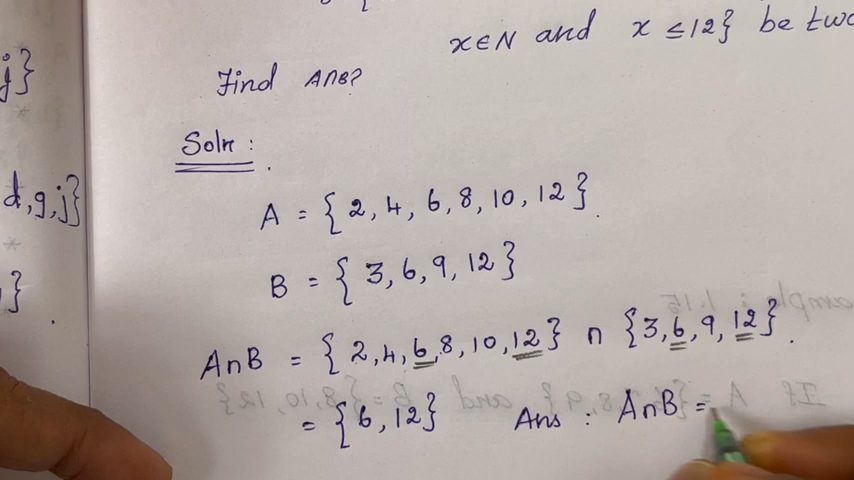 x∈N and x ≤12} be two
Find A∩B?
Soln :
A = {2, 4, 6, 8, 10, 12}.
B = {3, 6, 9, 12}
A∩B = {2, 4, 6, 8, 10, 12} ∩ {3, 6, 9, 12}.
= {6, 12} Ans : A∩B =
j}
d, g, j}
}